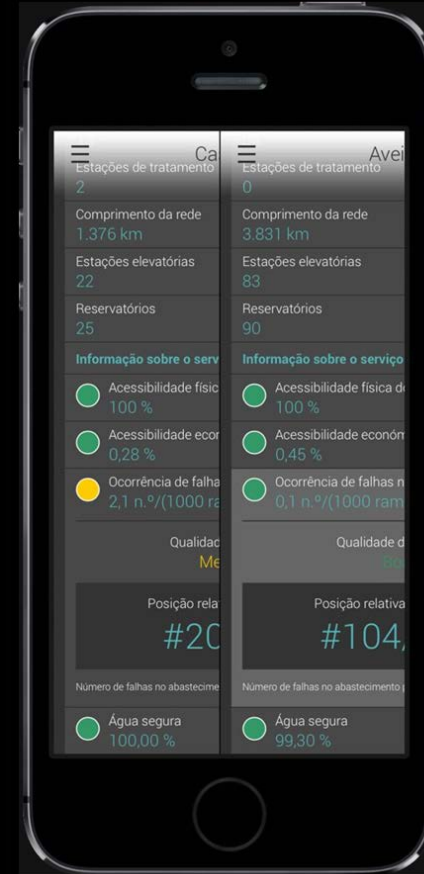 Ca
Estações de tratamento
2
Comprimento da rede
1.376 km
Estações elevatórias
22
Reservatórios
25
Informação sobre o serv
Acessibilidade físic
100 %
Acessibilidade econ
0,28 %
Ocorrência de falha
2,1 n.º/(1000 ra
Qualidad
Me
Posição rela
#20
Número de falhas no abastecime
Água segura
100,00 %
Avei
Estações de tratamento
0
Comprimento da rede
3.831 km
Estações elevatórias
83
Reservatórios
90
Informação sobre o serviço
Acessibilidade física d
100 %
Acessibilidade económ
0,45 %
Ocorrência de falhas n
0,1 n.º/(1000 ram
Qualidade d
Bo
Posição relativa
#104,
Número de falhas no abastecimento p
Água segura
99,30 %